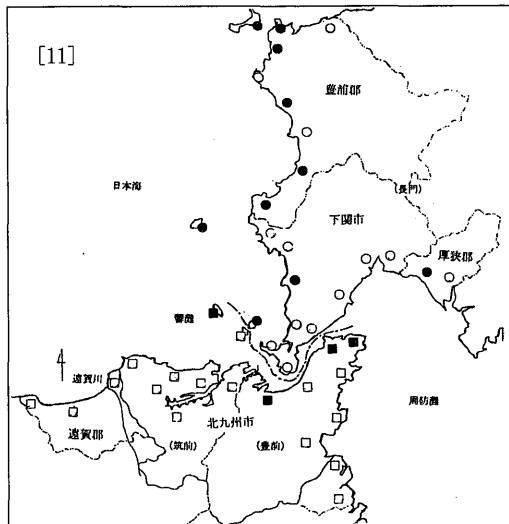 [11]
豊浦郡
日本海
(長門)
下関市
厚狭郡
響灘
遠賀川
周防灘
北九州市
遠賀郡
(筑前)
(豊前)